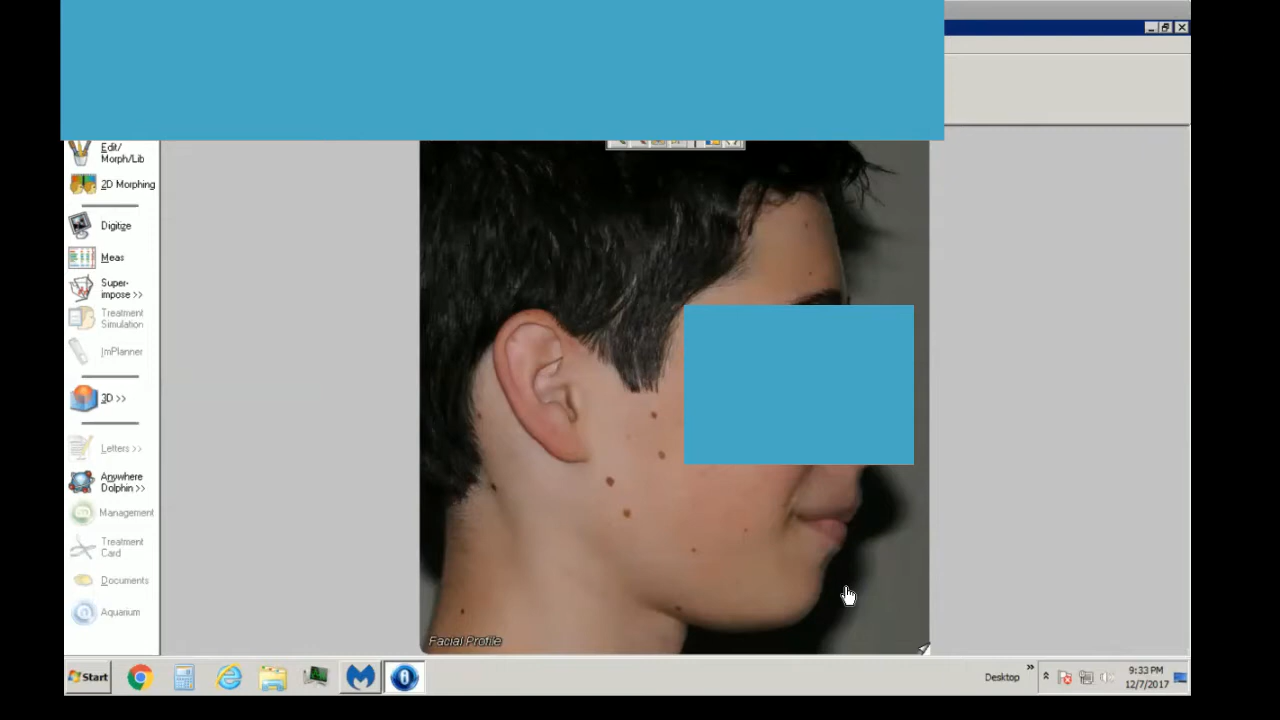 Edit/
Morph/Lib
2D Morphing
Digitize
Meas
Super-
impose >>
Treatment
Simulation
ImPlanner
3D >>
Letters >>
Anywhere
Dolphin >>
Management
Treatment
Card
Documents
Aquarium
Facial Profile
Start
Desktop
»
9:33 PM
12/7/2017